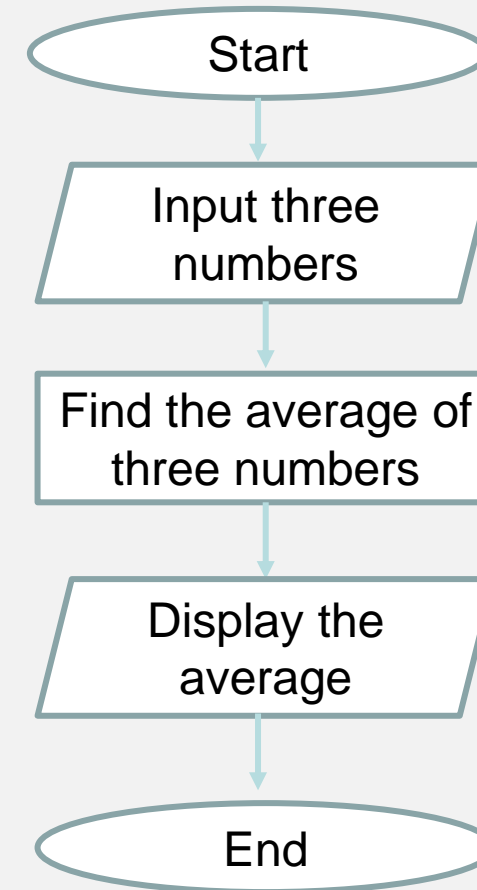 Start
Input three
numbers
Find the average of
three numbers
Display the
average
End